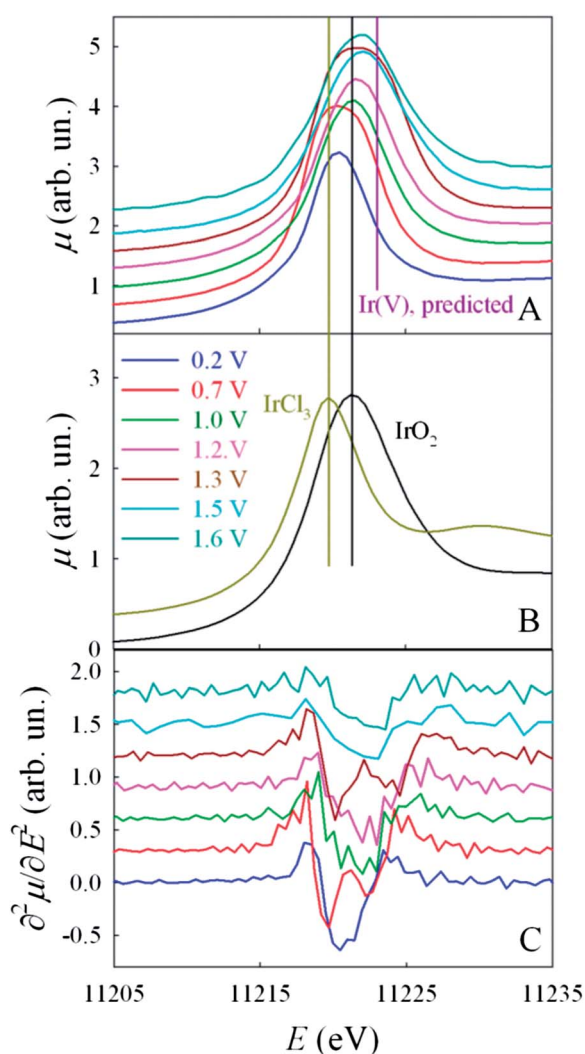 5
4
3
2
1
μ (arb. un.)
Ir(V), predicted
A
3
2
1
0
μ (arb. un.)
0.2 V
0.7 V
1.0 V
1.2 V
1.3 V
1.5 V
1.6 V
IrCl₃
IrO₂
B
2.0
1.5
1.0
0.5
0.0
-0.5
∂²μ/∂E² (arb. un.)
C
11205 11215 11225 11235
E (eV)